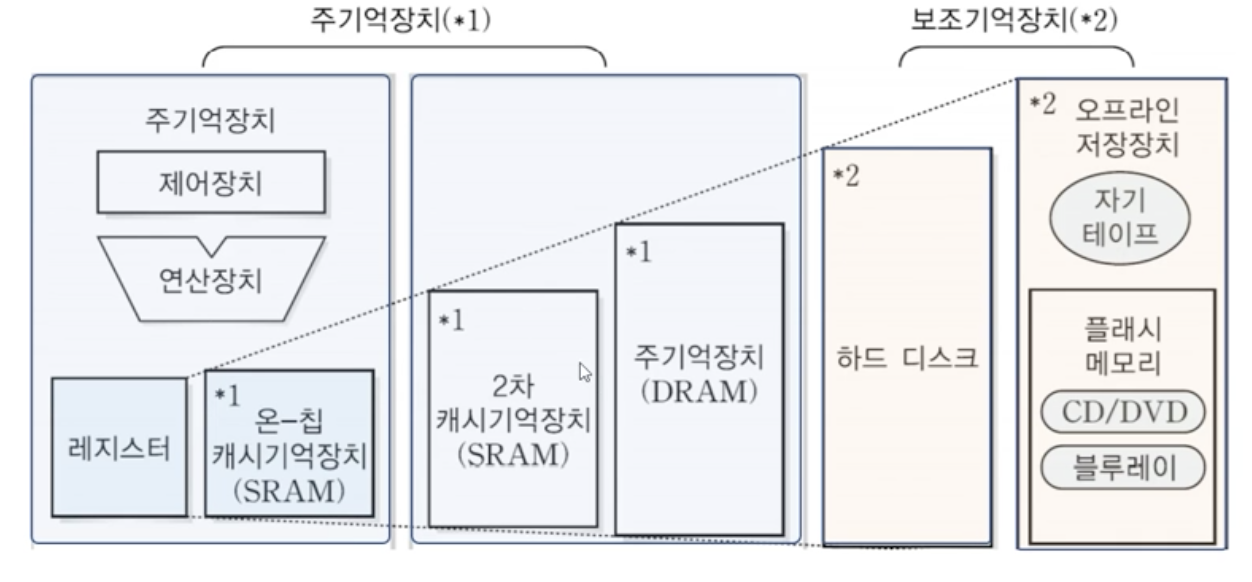 주기억장치(*1)
보조기억장치(*2)
주기억장치
제어장치
연산장치
레지스터
*1
온-칩
캐시기억장치
(SRAM)
*1
2차
캐시기억장치
(SRAM)
*1
주기억장치
(DRAM)
*2
하드 디스크
*2 오프라인
저장장치
자기
테이프
플래시
메모리
CD/DVD
블루레이